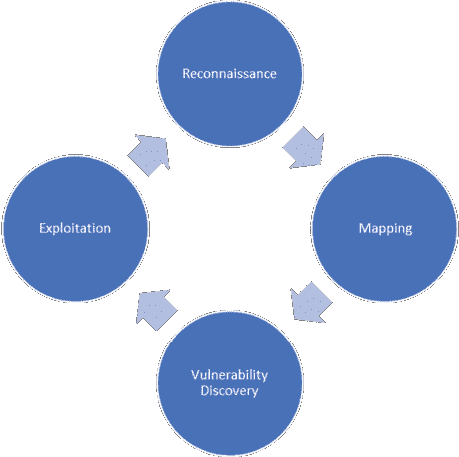 Reconnaissance
Exploitation
Mapping
Vulnerability
Discovery